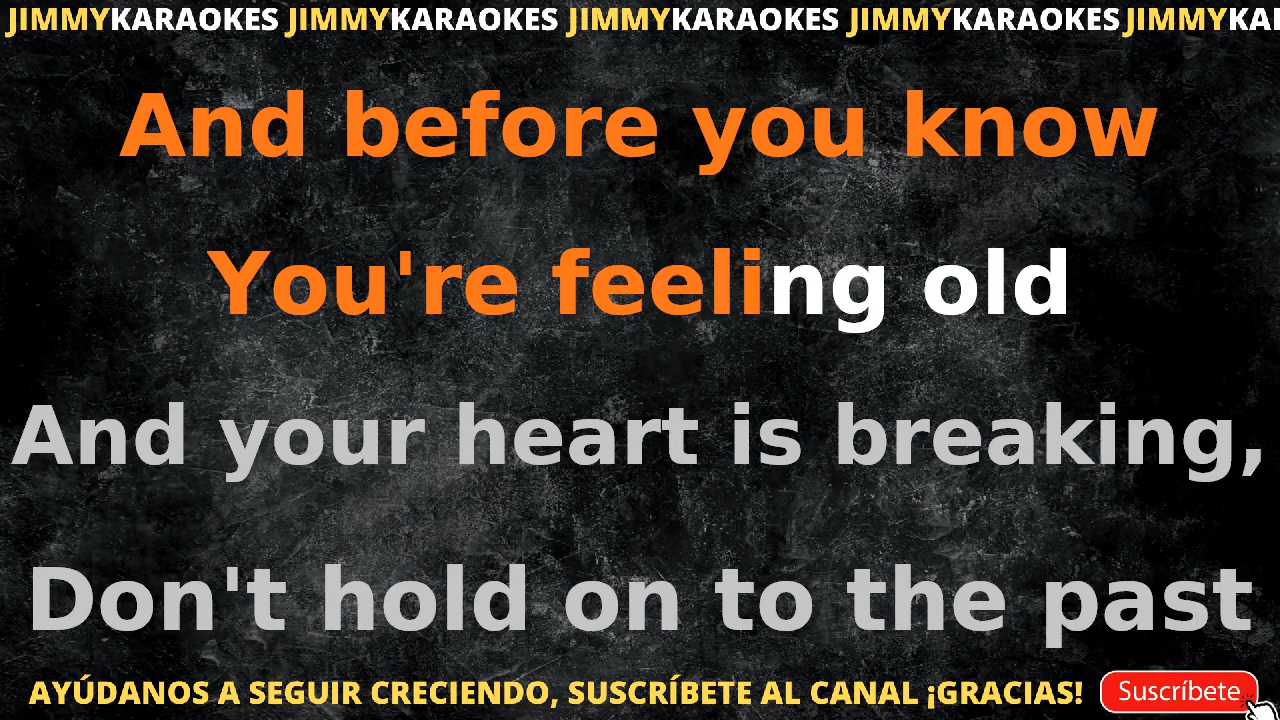 JIMMYKARAOKES JIMMYKARAOKES JIMMYKARAOKES JIMMYKARAOKES JIMMYKA
And before you know
You're feeling old
And your heart is breaking,
Don't hold on to the past
AYÚDANOS A SEGUIR CRECIENDO, SUSCRÍBETE AL CANAL ¡GRACIAS! Suscríbete